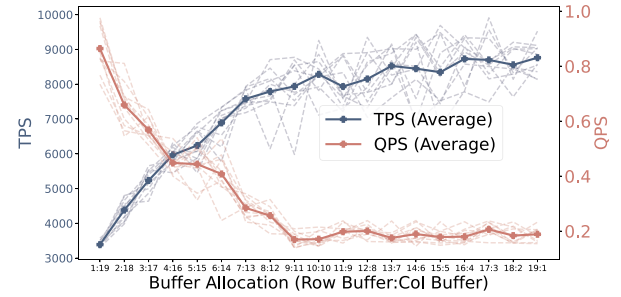 10000
9000
8000
7000
6000
5000
4000
3000
TPS
1.0
0.8
0.6
0.4
0.2
QPS
TPS (Average)
QPS (Average)
1:19 2:18 3:17 4:16 5:15 6:14 7:13 8:12 9:11 10:10 11:9 12:8 13:7 14:6 15:5 16:4 17:3 18:2 19:1
Buffer Allocation (Row Buffer:Col Buffer)